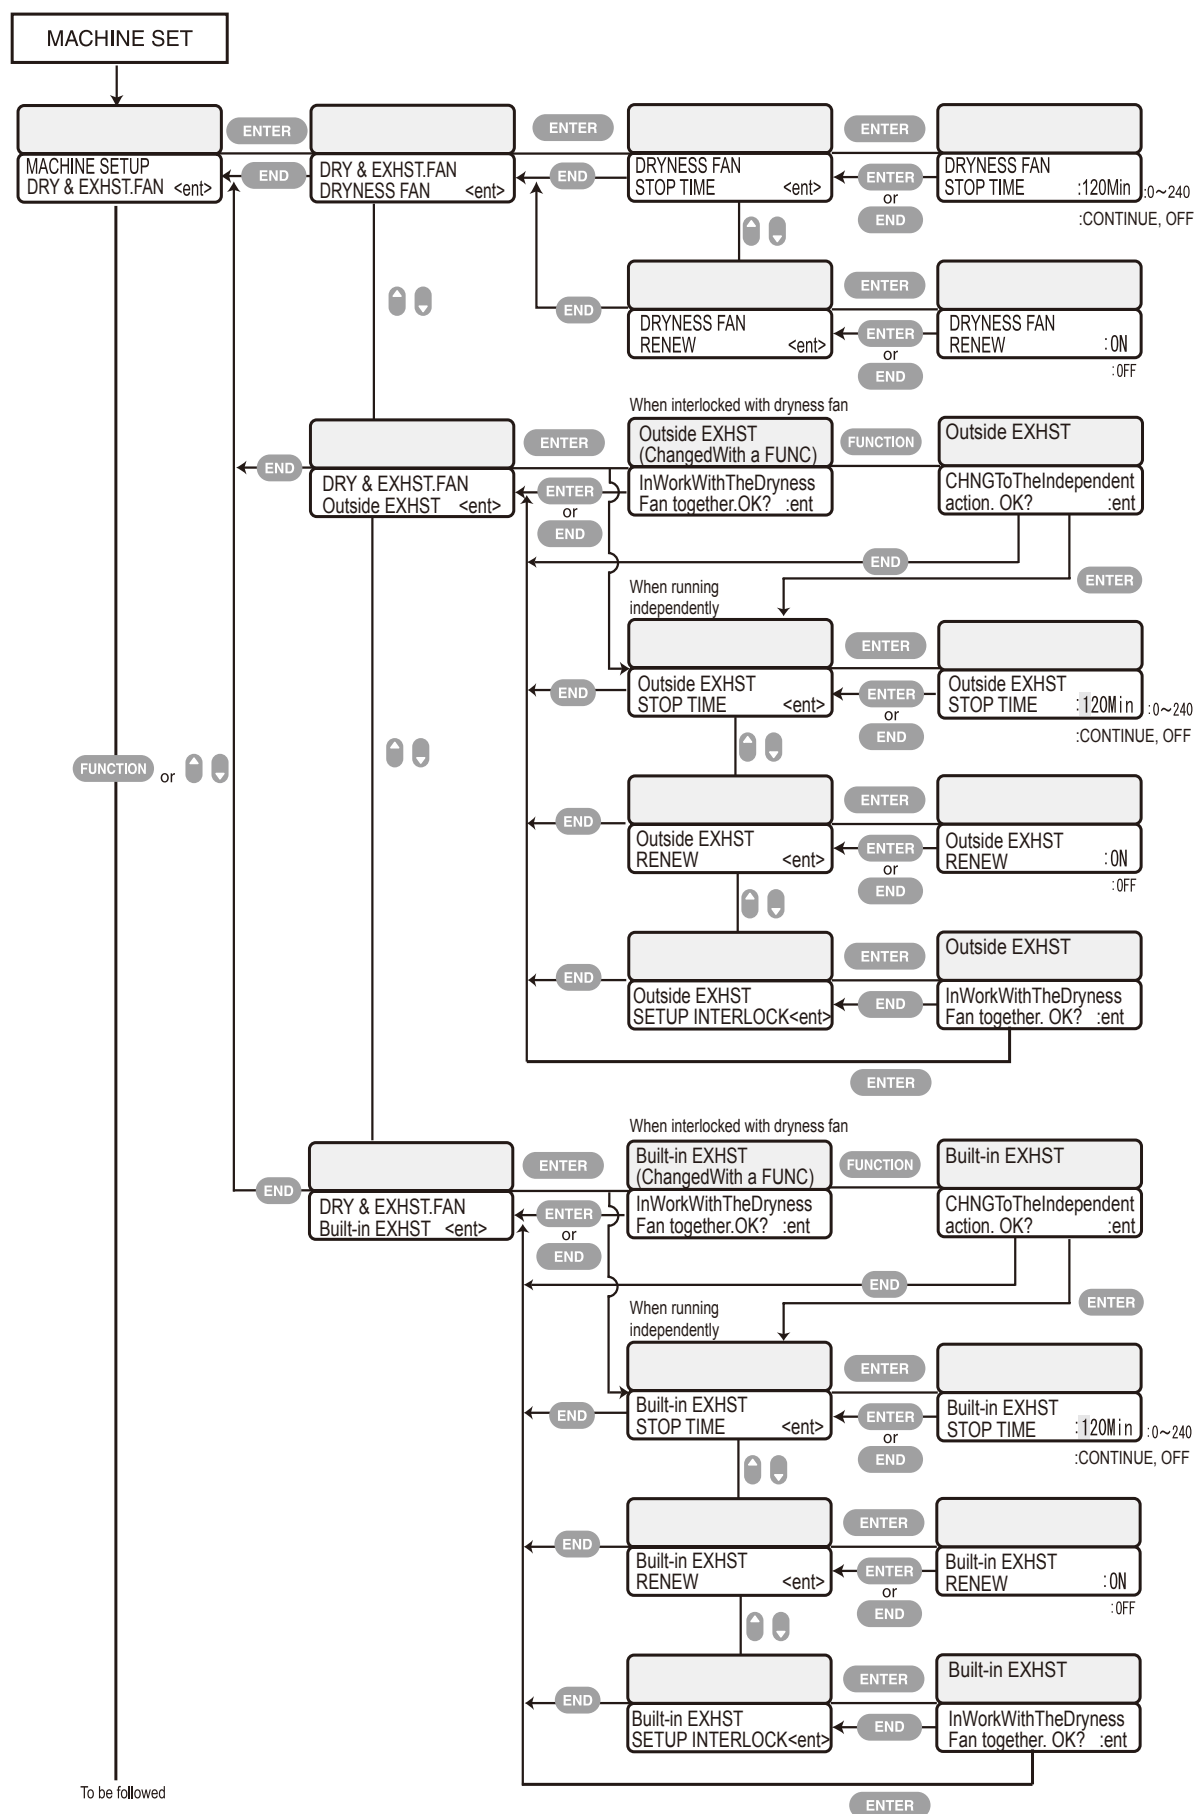 MACHINE SET
ENTER
ENTER
ENTER
MACHINE SETUP
DRY & EXHST.FAN <ent>
END
DRY & EXHST.FAN
DRYNESS FAN <ent>
END
DRYNESS FAN
STOP TIME <ent>
ENTER
or
END
DRYNESS FAN
STOP TIME :120Min :0~240
:CONTINUE, OFF
ENTER
END
DRYNESS FAN
RENEW <ent>
ENTER
or
END
DRYNESS FAN
RENEW :ON
:OFF
When interlocked with dryness fan
END
DRY & EXHST.FAN
Outside EXHST <ent>
ENTER
ENTER
or
END
Outside EXHST
(ChangedWith a FUNC)
InWorkWithTheDryness
Fan together.OK? :ent
FUNCTION
Outside EXHST
CHNGToTheIndependent
action. OK? :ent
END
ENTER
When running
independently
ENTER
END
Outside EXHST
STOP TIME <ent>
ENTER
or
END
Outside EXHST
STOP TIME :120Min :0~240
:CONTINUE, OFF
FUNCTION or
ENTER
END
Outside EXHST
RENEW <ent>
ENTER
or
END
Outside EXHST
RENEW :ON
:OFF
ENTER
END
Outside EXHST
SETUP INTERLOCK<ent>
END
Outside EXHST
InWorkWithTheDryness
Fan together. OK? :ent
ENTER
When interlocked with dryness fan
END
DRY & EXHST.FAN
Built-in EXHST <ent>
ENTER
ENTER
or
END
Built-in EXHST
(ChangedWith a FUNC)
InWorkWithTheDryness
Fan together.OK? :ent
FUNCTION
Built-in EXHST
CHNGToTheIndependent
action. OK? :ent
END
ENTER
When running
independently
ENTER
END
Built-in EXHST
STOP TIME <ent>
ENTER
or
END
Built-in EXHST
STOP TIME :120Min :0~240
:CONTINUE, OFF
ENTER
END
Built-in EXHST
RENEW <ent>
ENTER
or
END
Built-in EXHST
RENEW :ON
:OFF
ENTER
END
Built-in EXHST
SETUP INTERLOCK<ent>
END
Built-in EXHST
InWorkWithTheDryness
Fan together. OK? :ent
ENTER
To be followed